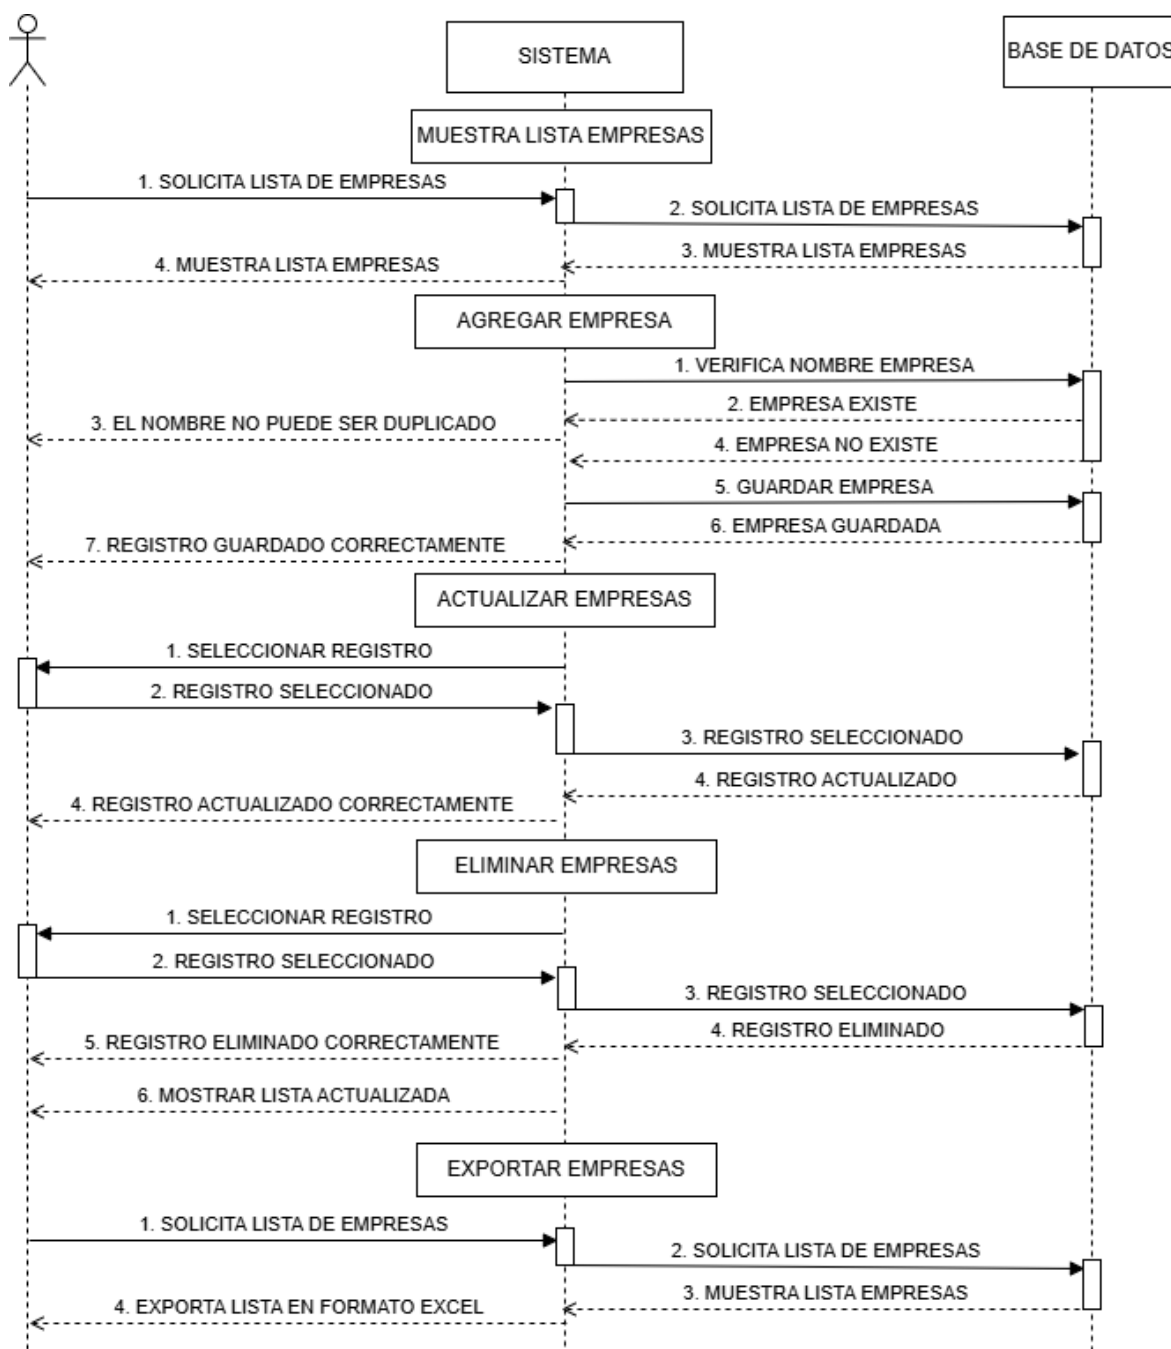 SISTEMA
BASE DE DATOS
MUESTRA LISTA EMPRESAS
1. SOLICITA LISTA DE EMPRESAS
2. SOLICITA LISTA DE EMPRESAS
3. MUESTRA LISTA EMPRESAS
4. MUESTRA LISTA EMPRESAS
AGREGAR EMPRESA
1. VERIFICA NOMBRE EMPRESA
2. EMPRESA EXISTE
3. EL NOMBRE NO PUEDE SER DUPLICADO
4. EMPRESA NO EXISTE
5. GUARDAR EMPRESA
6. EMPRESA GUARDADA
7. REGISTRO GUARDADO CORRECTAMENTE
ACTUALIZAR EMPRESAS
1. SELECCIONAR REGISTRO
2. REGISTRO SELECCIONADO
3. REGISTRO SELECCIONADO
4. REGISTRO ACTUALIZADO
4. REGISTRO ACTUALIZADO CORRECTAMENTE
ELIMINAR EMPRESAS
1. SELECCIONAR REGISTRO
2. REGISTRO SELECCIONADO
3. REGISTRO SELECCIONADO
4. REGISTRO ELIMINADO
5. REGISTRO ELIMINADO CORRECTAMENTE
6. MOSTRAR LISTA ACTUALIZADA
EXPORTAR EMPRESAS
1. SOLICITA LISTA DE EMPRESAS
2. SOLICITA LISTA DE EMPRESAS
3. MUESTRA LISTA EMPRESAS
4. EXPORTA LISTA EN FORMATO EXCEL